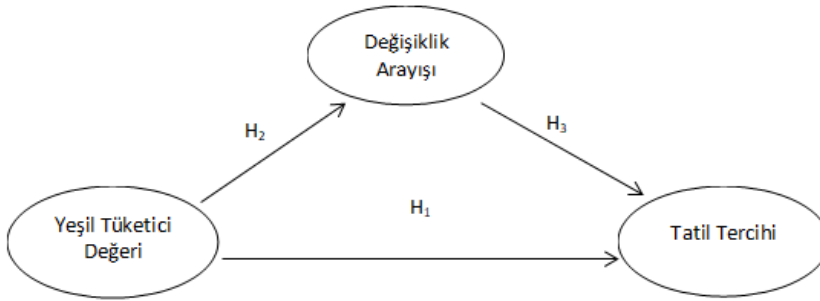 Değişiklik
Arayışı
H₂
H₃
H₁
Yeşil Tüketici
Değeri
Tatil Tercihi